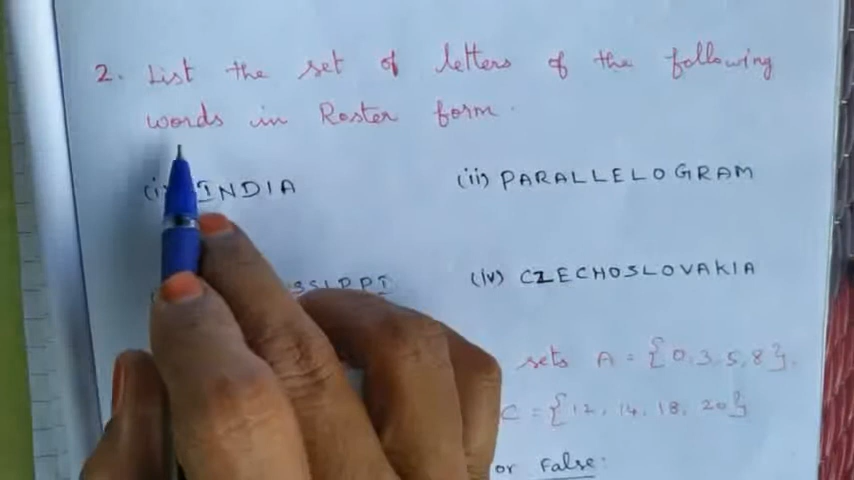 2. List the set of letters of the following
words in Roster form.
(i) INDIA (ii) PARALLELOGRAM
SSIPPI (iv) CZECHOSLOVAKIA
sets A = {0,3,5,8}.
C = {12, 14, 18, 20}
or False: